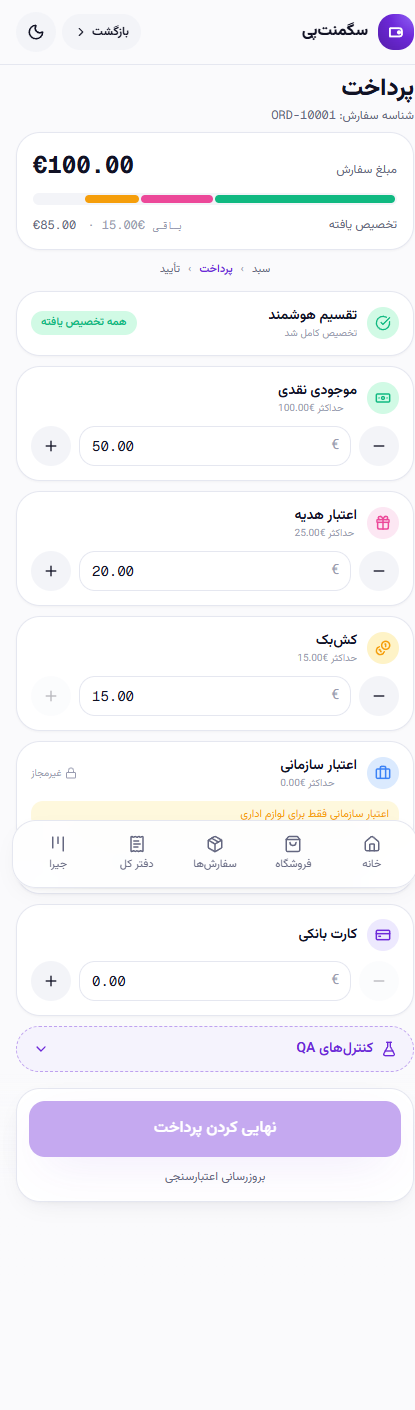 سگمنت‌پی
بازگشت
پرداخت
شناسه سفارش: ORD-10001
مبلغ سفارش
€100.00
تخصیص یافته
€85.00 · باقی 15.00€
سبد › پرداخت › تأیید
تقسیم هوشمند
تخصیص کامل شد
همه تخصیص یافته
موجودی نقدی
حداکثر 100.00€
− € 50.00 +
اعتبار هدیه
حداکثر 25.00€
− € 20.00 +
کش‌بک
حداکثر 15.00€
− € 15.00 +
اعتبار سازمانی
حداکثر 0.00€
غیرمجاز
اعتبار سازمانی فقط برای لوازم اداری
خانه
فروشگاه
سفارش‌ها
دفتر کل
جیرا
کارت بانکی
− € 0.00 +
کنترل‌های QA
نهایی کردن پرداخت
بروزرسانی اعتبارسنجی